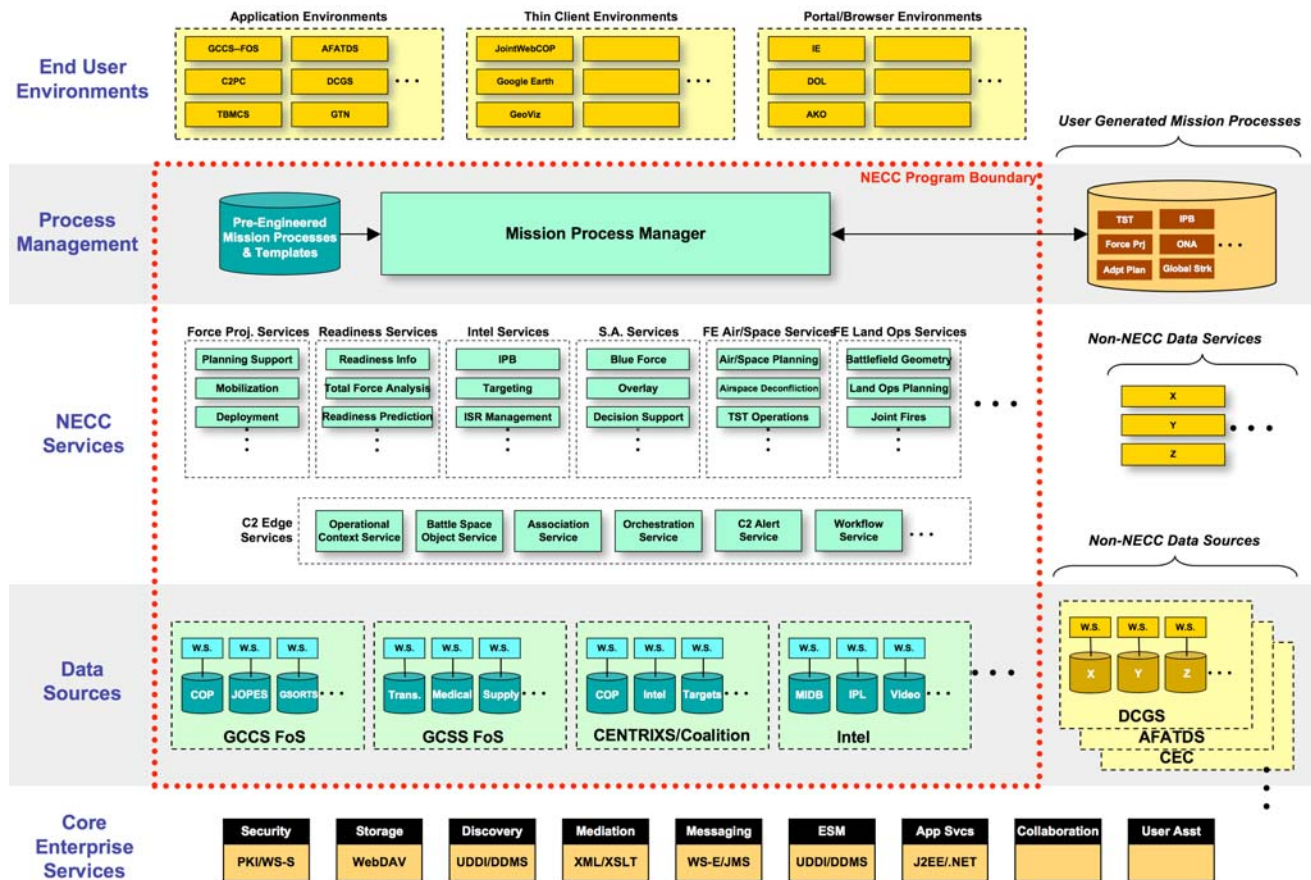 Application Environments
Thin Client Environments
Portal/Browser Environments
End User
Environments
GCCS--FOS
AFATDS
C2PC
DCGS
TBMCS
GTN
JointWebCOP
Google Earth
GeoViz
IE
DOL
AKO
User Generated Mission Processes
NECC Program Boundary
Process
Management
Pre-Engineered
Mission Processes
& Templates
Mission Process Manager
TST
IPB
Force Prj
ONA
Adpt Plan
Global Strk
NECC
Services
Force Proj. Services
Planning Support
Mobilization
Deployment
Readiness Services
Readiness Info
Total Force Analysis
Readiness Prediction
Intel Services
IPB
Targeting
ISR Management
S.A. Services
Blue Force
Overlay
Decision Support
FE Air/Space Services
Air/Space Planning
Airspace Deconfliction
TST Operations
FE Land Ops Services
Battlefield Geometry
Land Ops Planning
Joint Fires
Non-NECC Data Services
X
Y
Z
C2 Edge
Services
Operational
Context Service
Battle Space
Object Service
Association
Service
Orchestration
Service
C2 Alert
Service
Workflow
Service
Non-NECC Data Sources
Data
Sources
W.S.
W.S.
W.S.
COP
JOPES
GSORTS
GCCS FoS
W.S.
W.S.
W.S.
Trans.
Medical
Supply
GCSS FoS
W.S.
W.S.
W.S.
COP
Intel
Targets
CENTRIXS/Coalition
W.S.
W.S.
W.S.
MIDB
IPL
Video
Intel
W.S.
W.S.
W.S.
X
Y
Z
DCGS
AFATDS
CEC
Core
Enterprise
Services
Security
PKI/WS-S
Storage
WebDAV
Discovery
UDDI/DDMS
Mediation
XML/XSLT
Messaging
WS-E/JMS
ESM
UDDI/DDMS
App Svcs
J2EE/.NET
Collaboration
User Asst